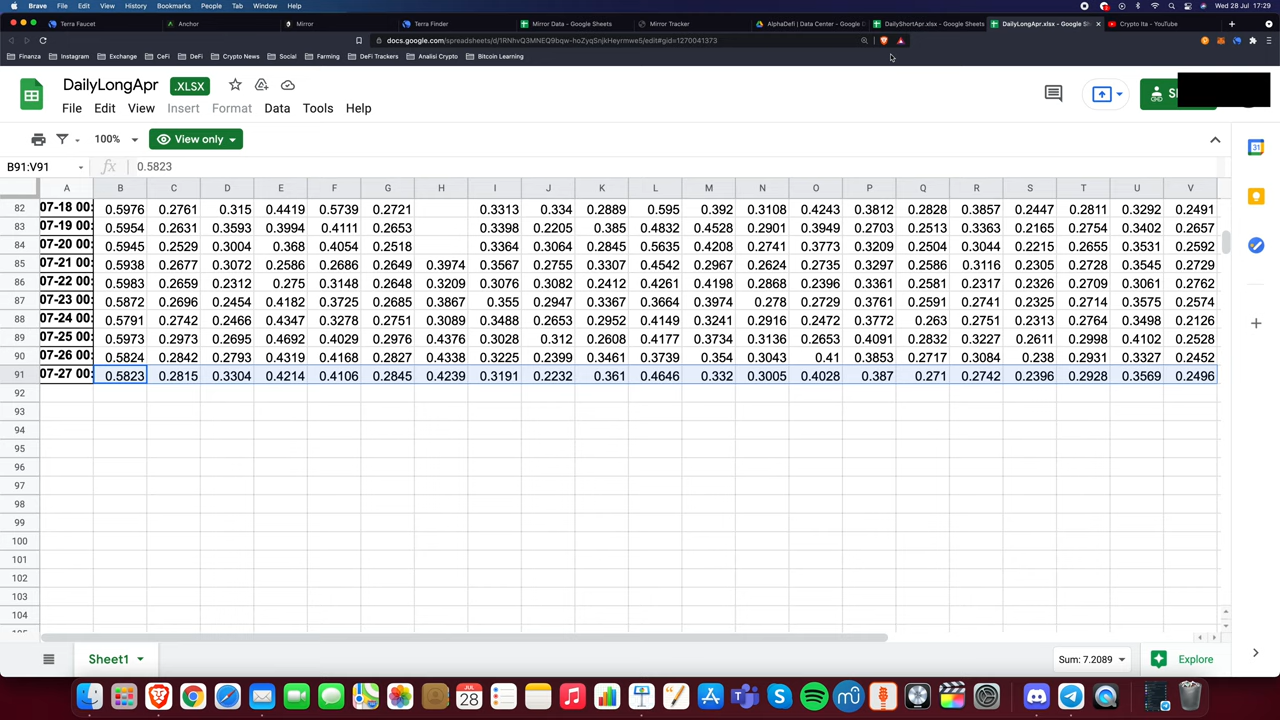 Brave File Edit View History Bookmarks People Tab Window Help Wed 28 Jul 17:29
Terra Faucet Anchor Mirror Terra Finder Mirror Data - Google Sheets Mirror Tracker AlphaDefi | Data Center - Google D DailyShortApr.xlsx - Google Sheets DailyLongApr.xlsx - Google Sh Crypto Ita - YouTube
docs.google.com/spreadsheets/d/1RNhvQ3MNEQ9bqw-hoZyqSnjkHeyrmwe5/edit#gid=1270041373
Finanza Instagram Exchange CeFi DeFi Crypto News Social Farming DeFi Trackers Analisi Crypto Bitcoin Learning
DailyLongApr .XLSX
File Edit View Insert Format Data Tools Help
100% View only
B91:V91 fx 0.5823
A B C D E F G H I J K L M N O P Q R S T U V
82 07-18 00: 0.5976 0.2761 0.315 0.4419 0.5739 0.2721 0.3313 0.334 0.2889 0.595 0.392 0.3108 0.4243 0.3812 0.2828 0.3857 0.2447 0.2811 0.3292 0.2491
83 07-19 00: 0.5954 0.2631 0.3593 0.3994 0.4111 0.2653 0.3398 0.2205 0.385 0.4832 0.4528 0.2901 0.3949 0.2703 0.2513 0.3363 0.2165 0.2754 0.3402 0.2657
84 07-20 00: 0.5945 0.2529 0.3004 0.368 0.4054 0.2518 0.3364 0.3064 0.2845 0.5635 0.4208 0.2741 0.3773 0.3209 0.2504 0.3044 0.2215 0.2655 0.3531 0.2592
85 07-21 00: 0.5938 0.2677 0.3072 0.2586 0.2686 0.2649 0.3974 0.3567 0.2755 0.3307 0.4542 0.2967 0.2624 0.2735 0.3297 0.2586 0.3116 0.2305 0.2728 0.3545 0.2729
86 07-22 00: 0.5983 0.2659 0.2312 0.275 0.3148 0.2648 0.3209 0.3076 0.3082 0.2412 0.4261 0.4198 0.2868 0.2396 0.3361 0.2581 0.2317 0.2326 0.2709 0.3061 0.2762
87 07-23 00: 0.5872 0.2696 0.2454 0.4182 0.3725 0.2685 0.3867 0.355 0.2947 0.3367 0.3664 0.3974 0.278 0.2729 0.3761 0.2591 0.2741 0.2325 0.2714 0.3575 0.2574
88 07-24 00: 0.5791 0.2742 0.2466 0.4347 0.3278 0.2751 0.3089 0.3488 0.2653 0.2952 0.4149 0.3241 0.2916 0.2472 0.3772 0.263 0.2751 0.2316 0.2764 0.3498 0.2126
89 07-25 00: 0.5973 0.2973 0.2695 0.4692 0.4029 0.2976 0.4376 0.3028 0.312 0.2608 0.4177 0.3734 0.3136 0.2653 0.4091 0.2832 0.3227 0.2611 0.2998 0.4102 0.2528
90 07-26 00: 0.5824 0.2842 0.2793 0.4319 0.4168 0.2827 0.4338 0.3225 0.2399 0.3461 0.3739 0.354 0.3043 0.41 0.3853 0.2717 0.3084 0.238 0.2931 0.3327 0.2452
91 07-27 00: 0.5823 0.2815 0.3304 0.4214 0.4106 0.2845 0.4239 0.3191 0.2232 0.361 0.4646 0.332 0.3005 0.4028 0.387 0.271 0.2742 0.2396 0.2928 0.3569 0.2496
92
93
94
95
96
97
98
99
100
101
102
103
104
Sheet1 Sum: 7.2089 Explore